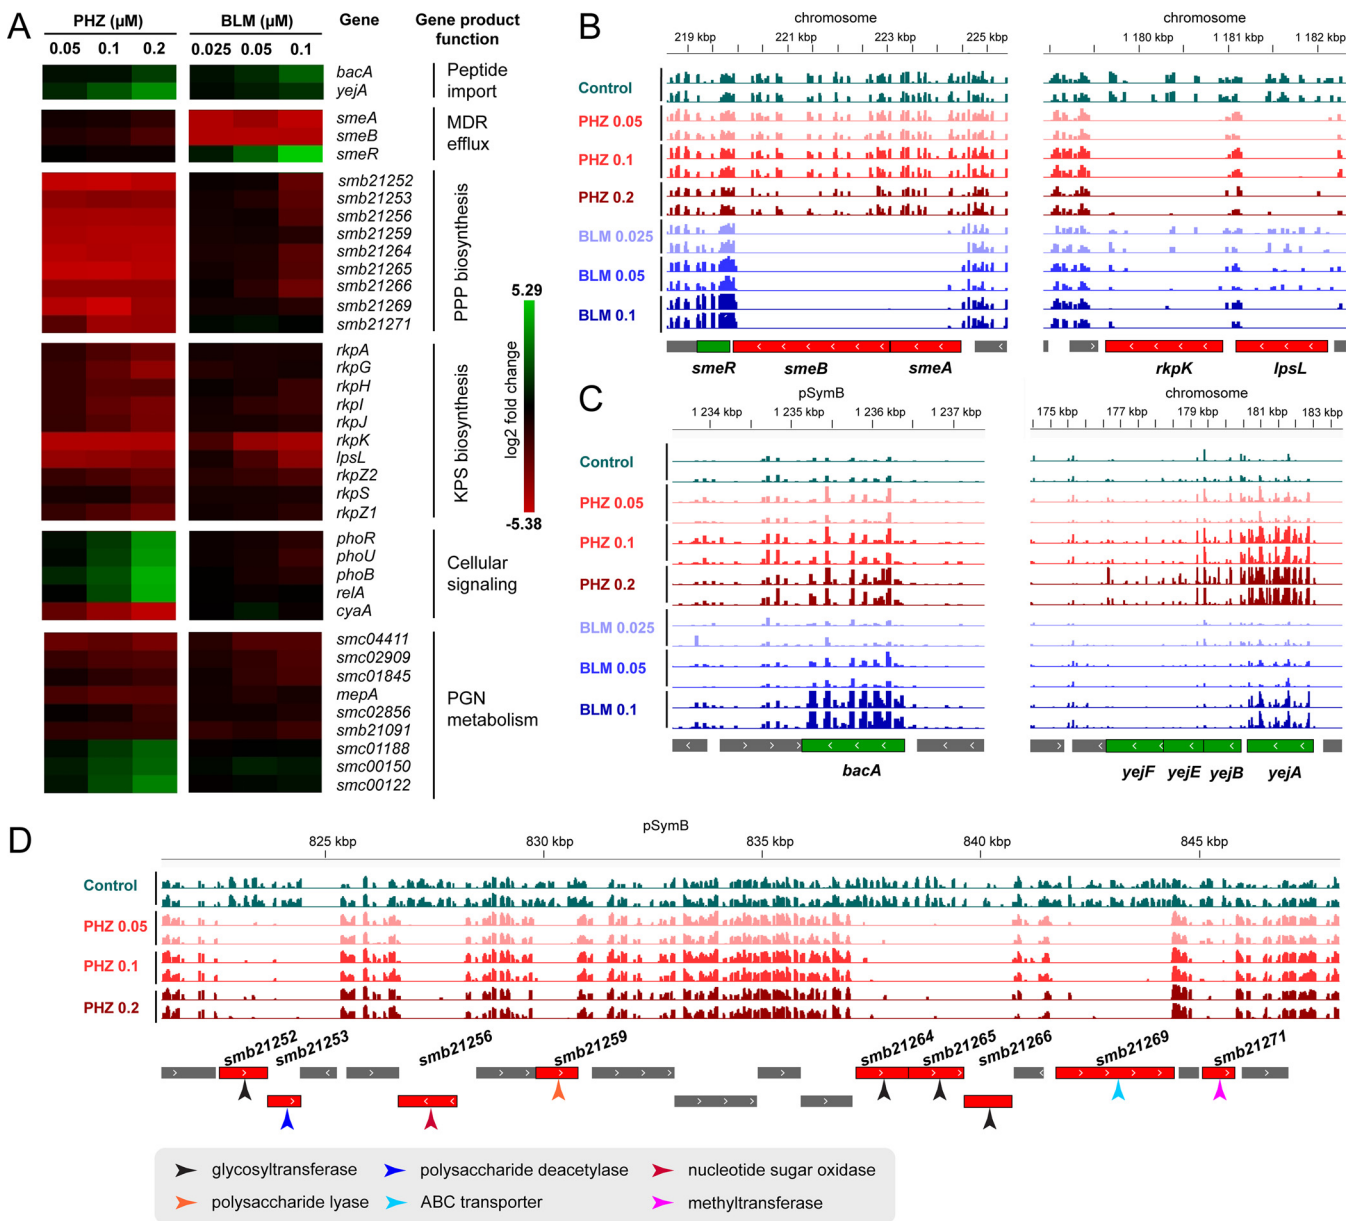 A
PHZ (µM)
BLM (µM)
Gene
Gene product
function
0.05 0.1 0.2
0.025 0.05 0.1
bacA
yejA
Peptide
import
smeA
smeB
smeR
MDR
efflux
smb21252
smb21253
smb21256
smb21259
smb21264
smb21265
smb21266
smb21269
smb21271
PPP biosynthesis
rkpA
rkpG
rkpH
rkpI
rkpJ
rkpK
lpsL
rkpZ2
rkpS
rkpZ1
KPS biosynthesis
phoR
phoU
phoB
relA
cyaA
Cellular
signaling
smc04411
smc02909
smc01845
mepA
smc02856
smb21091
smc01188
smc00150
smc00122
PGN
metabolism
5.29
log2 fold change
-5.38
B
chromosome
219 kbp 221 kbp 223 kbp 225 kbp
chromosome
1 180 kbp 1 181 kbp 1 182 kbp
Control
PHZ 0.05
PHZ 0.1
PHZ 0.2
BLM 0.025
BLM 0.05
BLM 0.1
smeR smeB smeA
rkpK lpsL
C
pSymB
1 234 kbp 1 235 kbp 1 236 kbp 1 237 kbp
chromosome
175 kbp 177 kbp 179 kbp 181 kbp 183 kbp
Control
PHZ 0.05
PHZ 0.1
PHZ 0.2
BLM 0.025
BLM 0.05
BLM 0.1
bacA
yejF yejE yejB yejA
D
pSymB
825 kbp 830 kbp 835 kbp 840 kbp 845 kbp
Control
PHZ 0.05
PHZ 0.1
PHZ 0.2
smb21252 smb21253 smb21256 smb21259 smb21264 smb21265 smb21266 smb21269 smb21271
glycosyltransferase polysaccharide deacetylase nucleotide sugar oxidase
polysaccharide lyase ABC transporter methyltransferase